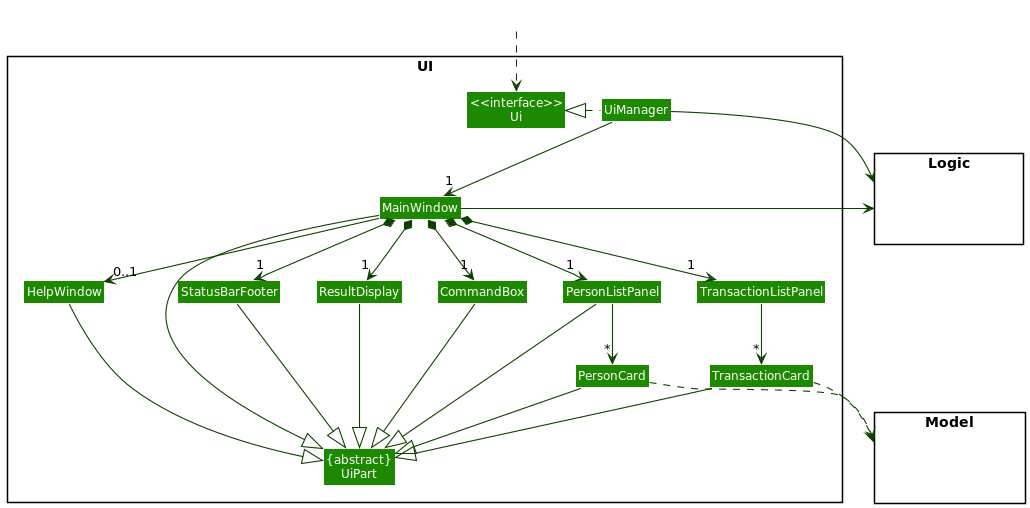 UI
<<interface>>
Ui
UiManager
Logic
1
MainWindow
0..1
1
1
1
1
1
HelpWindow
StatusBarFooter
ResultDisplay
CommandBox
PersonListPanel
TransactionListPanel
*
*
PersonCard
TransactionCard
Model
{abstract}
UiPart